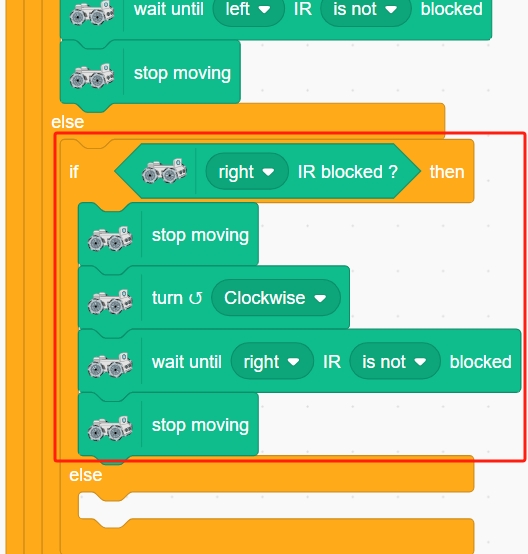 wait until left IR is not blocked
stop moving
else
if right IR blocked ? then
stop moving
turn ↺ Clockwise
wait until right IR is not blocked
stop moving
else